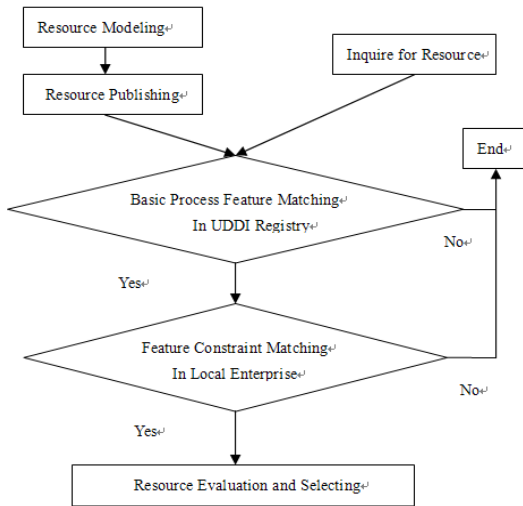 Resource Modeling↵
Inquire for Resource↵
Resource Publishing↵
End↵
Basic Process Feature Matching↵
In UDDI Registry↵
No↵
Yes↵
Feature Constraint Matching↵
In Local Enterprise↵
No↵
Yes↵
Resource Evaluation and Selecting↵